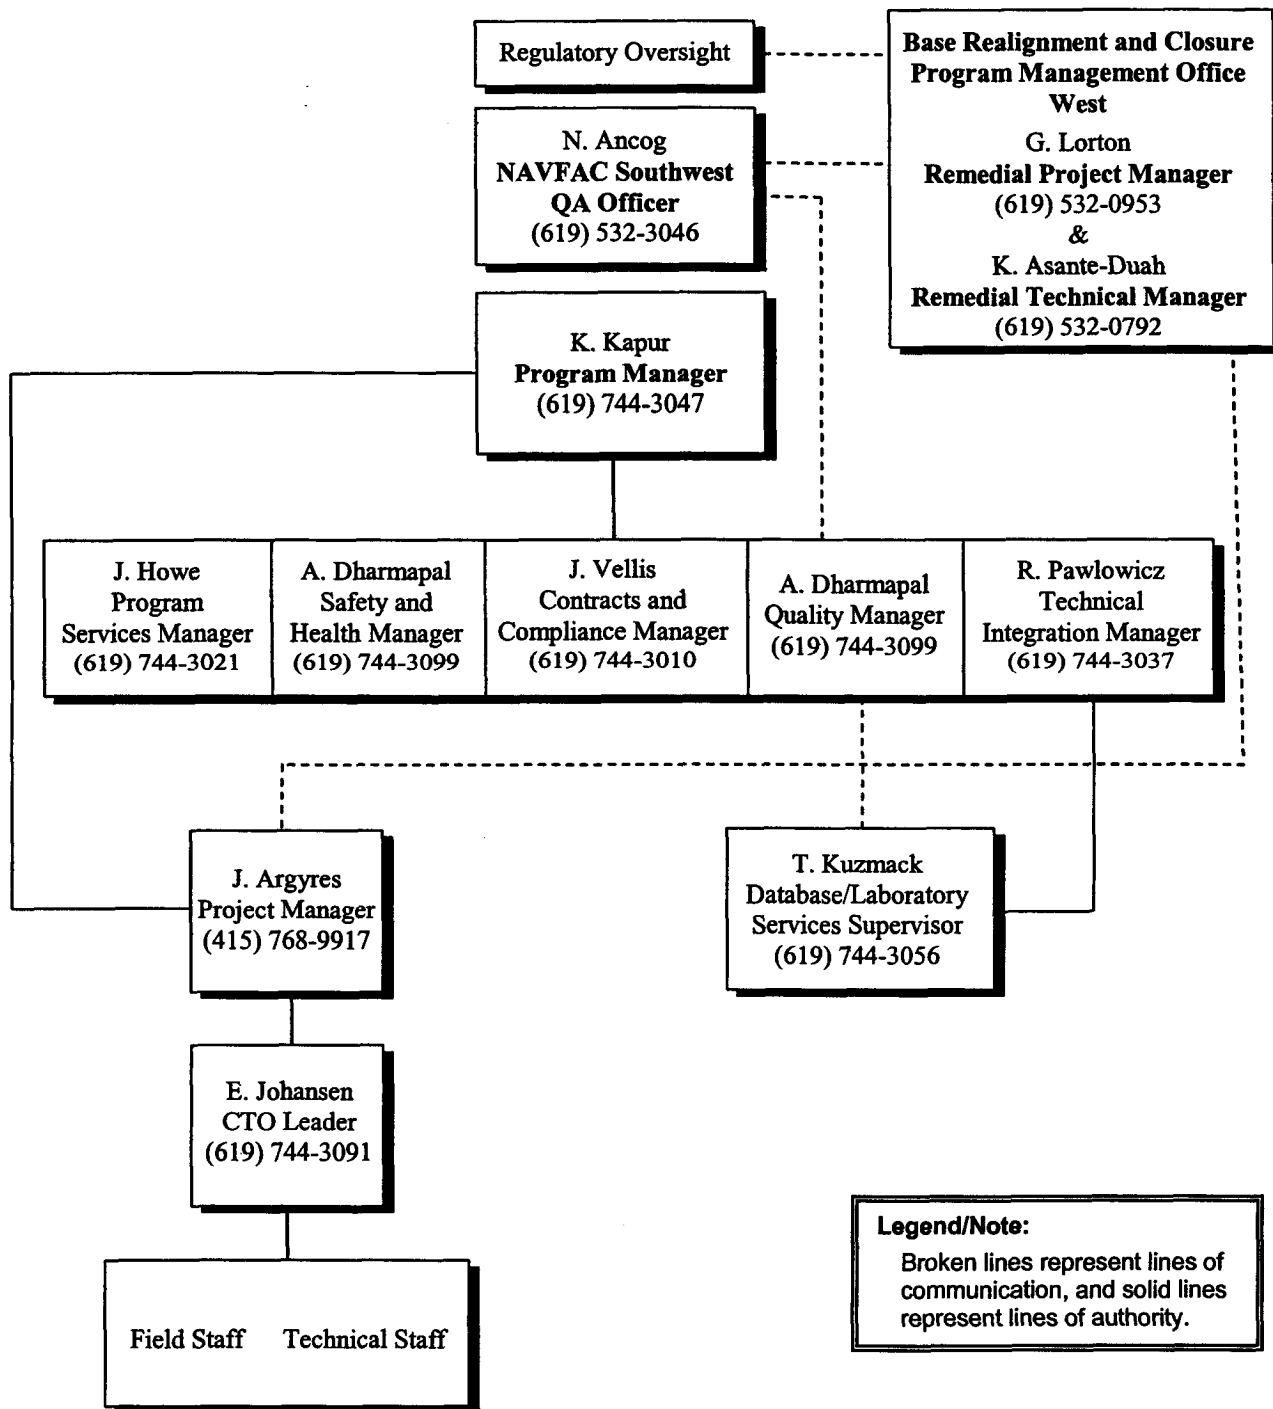 Regulatory Oversight
Base Realignment and Closure
Program Management Office
West
G. Lorton
Remedial Project Manager
(619) 532-0953
&
K. Asante-Duah
Remedial Technical Manager
(619) 532-0792
N. Ancog
NAVFAC Southwest
QA Officer
(619) 532-3046
K. Kapur
Program Manager
(619) 744-3047
J. Howe
Program
Services Manager
(619) 744-3021
A. Dharmapal
Safety and
Health Manager
(619) 744-3099
J. Vellis
Contracts and
Compliance Manager
(619) 744-3010
A. Dharmapal
Quality Manager
(619) 744-3099
R. Pawlowicz
Technical
Integration Manager
(619) 744-3037
J. Argyres
Project Manager
(415) 768-9917
T. Kuzmack
Database/Laboratory
Services Supervisor
(619) 744-3056
E. Johansen
CTO Leader
(619) 744-3091
Field Staff Technical Staff
Legend/Note:
Broken lines represent lines of
communication, and solid lines
represent lines of authority.